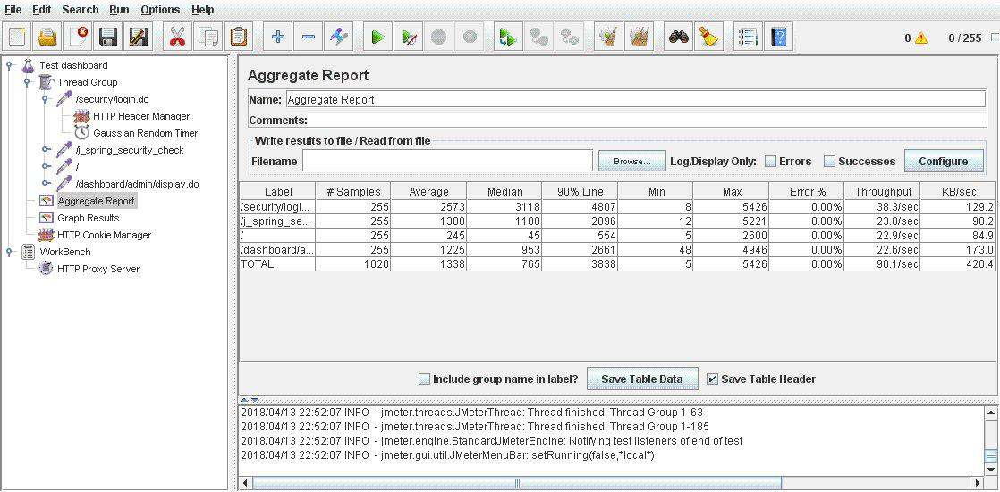 File Edit Search Run Options Help
0 0 / 255
Test dashboard
Thread Group
/security/login.do
HTTP Header Manager
Gaussian Random Timer
/j_spring_security_check
/
/dashboard/admin/display.do
Aggregate Report
Graph Results
HTTP Cookie Manager
WorkBench
HTTP Proxy Server
Aggregate Report
Name: Aggregate Report
Comments:
Write results to file / Read from file
Filename Browse... Log/Display Only: Errors Successes Configure
Label # Samples Average Median 90% Line Min Max Error % Throughput KB/sec
/security/logi... 255 2573 3118 4807 8 5426 0.00% 38.3/sec 129.2
/j_spring_se... 255 1308 1100 2896 12 5221 0.00% 23.0/sec 90.2
/ 255 245 45 554 5 2600 0.00% 22.9/sec 84.9
/dashboard/a... 255 1225 953 2661 48 4946 0.00% 22.6/sec 173.0
TOTAL 1020 1338 765 3838 5 5426 0.00% 90.1/sec 420.4
Include group name in label? Save Table Data Save Table Header
2018/04/13 22:52:07 INFO - jmeter.threads.JMeterThread: Thread finished: Thread Group 1-63
2018/04/13 22:52:07 INFO - jmeter.threads.JMeterThread: Thread finished: Thread Group 1-185
2018/04/13 22:52:07 INFO - jmeter.engine.StandardJMeterEngine: Notifying test listeners of end of test
2018/04/13 22:52:07 INFO - jmeter.gui.util.JMeterMenuBar: setRunning(false,*local*)